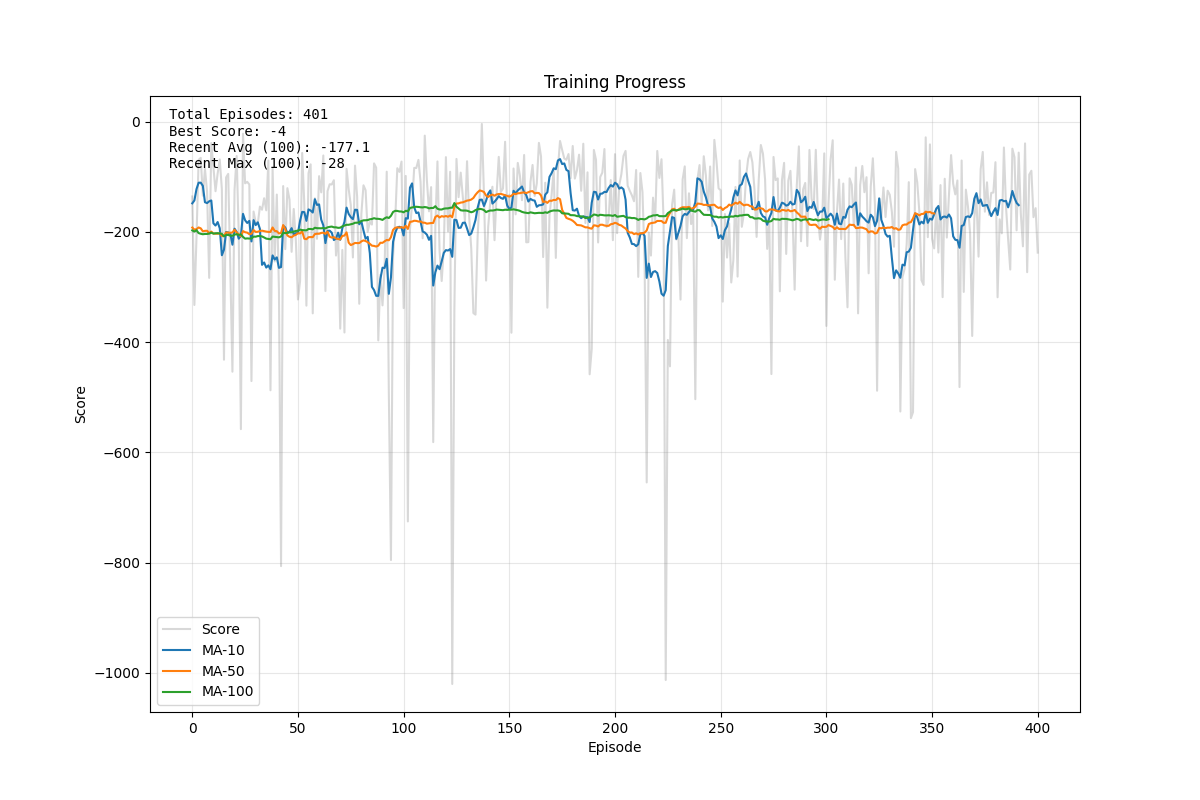 Training Progress
Total Episodes: 401
Best Score: -4
Recent Avg (100): -177.1
Recent Max (100): -28
0
−200
−400
−600
−800
−1000
Score
Score
MA-10
MA-50
MA-100
0 50 100 150 200 250 300 350 400
Episode